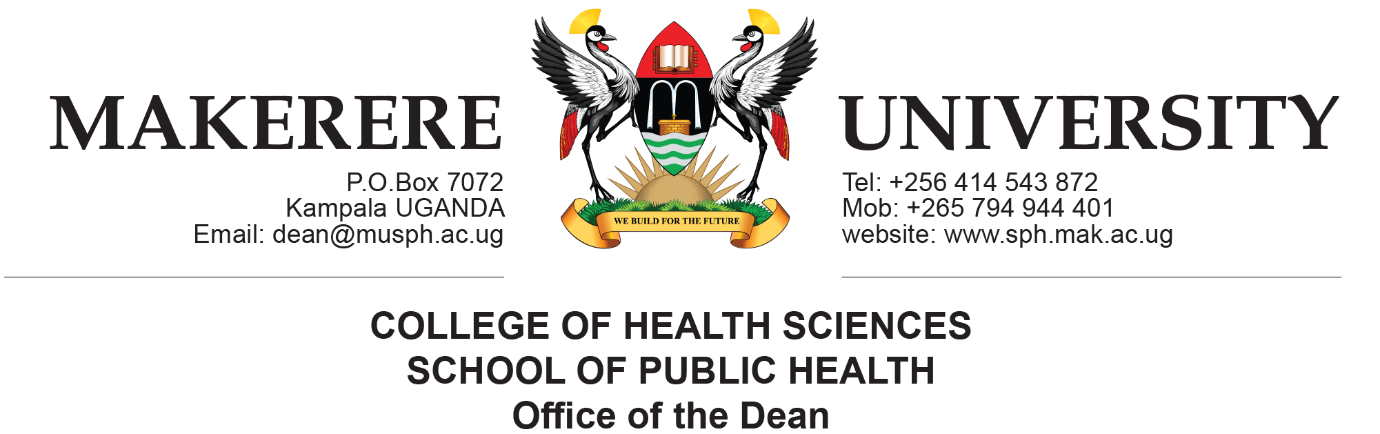 MAKERERE
UNIVERSITY
P.O.Box 7072
Kampala UGANDA
Email: dean@musph.ac.ug
WE BUILD FOR THE FUTURE
Tel: +256 414 543 872
Mob: +265 794 944 401
website: www.sph.mak.ac.ug
COLLEGE OF HEALTH SCIENCES
SCHOOL OF PUBLIC HEALTH
Office of the Dean